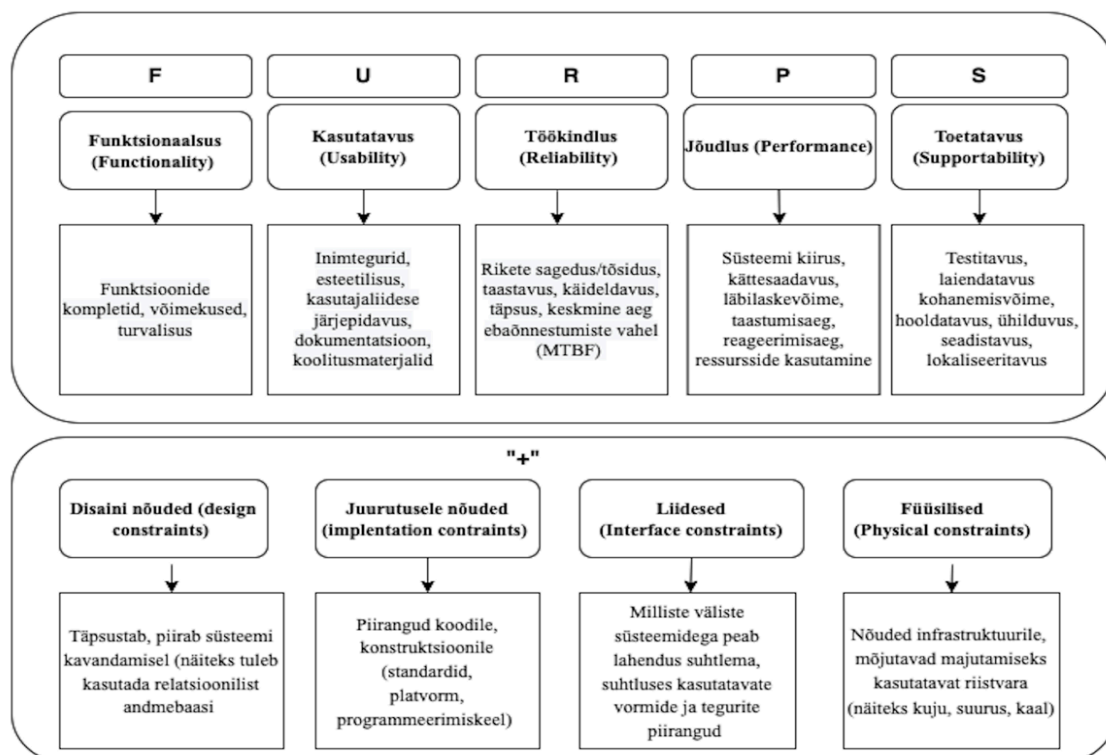 F
U
R
P
S
Funktsionaalsus
(Functionality)
Kasutatavus
(Usability)
Töökindlus
(Reliability)
Jõudlus (Performance)
Toetatavus
(Supportability)
Funktsioonide
kompletid, võimekused,
turvalisus
Inimtegurid,
esteetilisus,
kasutajaliidese
järjepidavus,
dokumentatsioon,
koolitusmaterjalid
Rikete sagedus/tõsidus,
taastavus, käideldavus,
täpsus, keskmine aeg
ebaõnnestumiste vahel
(MTBF)
Süsteemi kiirus,
kättesaadavus,
läbilaskevõime,
taastumisaeg,
reageerimisaeg,
ressursside kasutamine
Testitavus,
laiendatavus
kohanemisvõime,
hooldatavus, ühilduvus,
seadistavus,
lokaliseeritavus
"+"
Disaini nõuded (design
constraints)
Juurutusele nõuded
(implentation contraints)
Liidesed
(Interface constraints)
Füüsilised
(Physical constraints)
Täpsustab, piirab süsteemi
kavandamisel (näiteks tuleb
kasutada relatsioonilist
andmebaasi
Piirangud koodile,
konstruktsioonile
(standardid,
platvorm,
programmeerimiskeel)
Milliste väliste
süsteemidega peab
lahendus suhtlema,
suhtluses kasutatavate
vormide ja tegurite
piirangud
Nõuded infrastruktuurile,
mõjutavad majutamiseks
kasutatavat riistvara
(näiteks kuju, suurus, kaal)